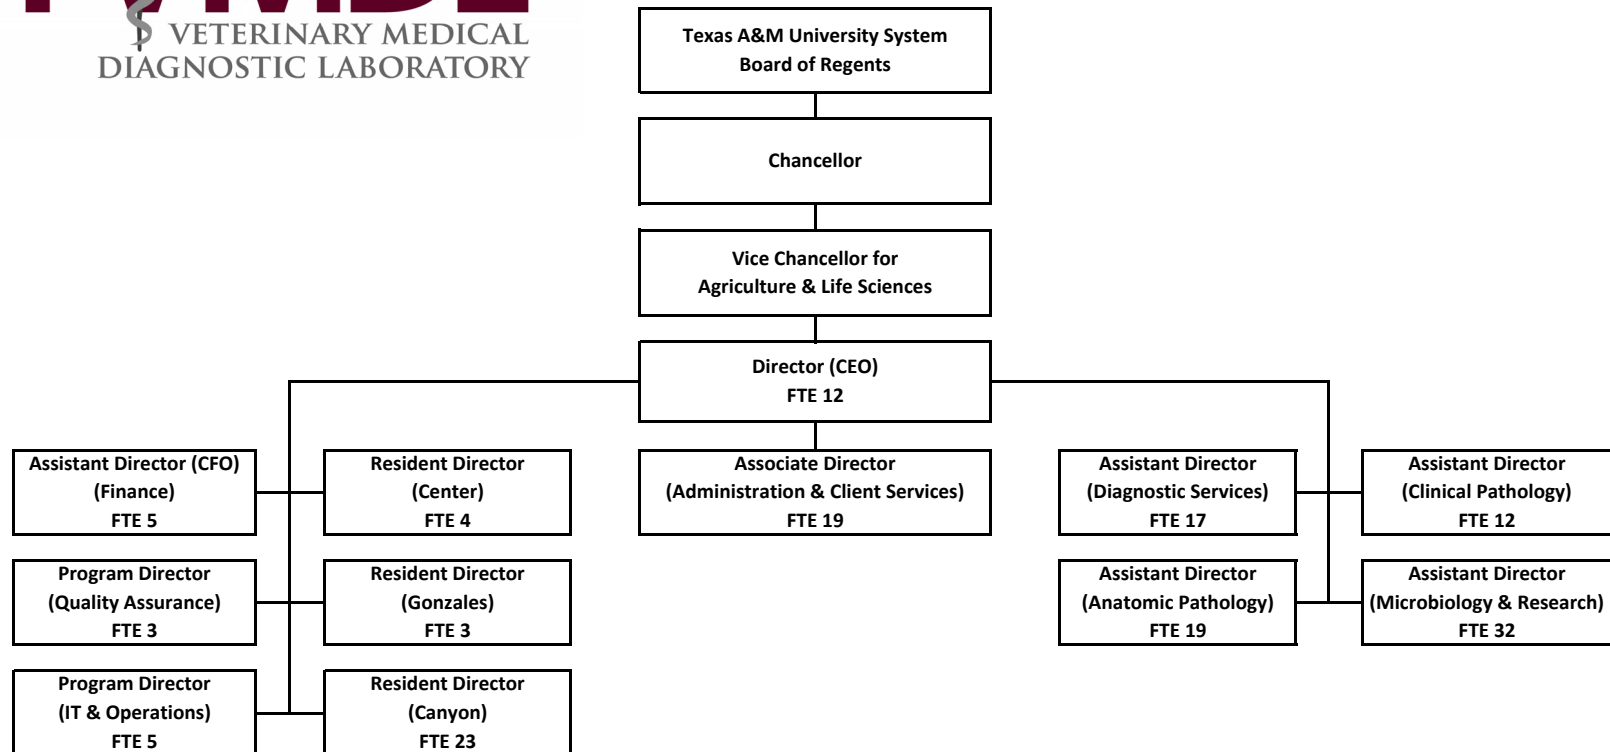 VETERINARY MEDICAL
DIAGNOSTIC LABORATORY
Texas A&M University System
Board of Regents
Chancellor
Vice Chancellor for
Agriculture & Life Sciences
Director (CEO)
FTE 12
Assistant Director (CFO)
(Finance)
FTE 5
Resident Director
(Center)
FTE 4
Associate Director
(Administration & Client Services)
FTE 19
Assistant Director
(Diagnostic Services)
FTE 17
Assistant Director
(Clinical Pathology)
FTE 12
Program Director
(Quality Assurance)
FTE 3
Resident Director
(Gonzales)
FTE 3
Assistant Director
(Anatomic Pathology)
FTE 19
Assistant Director
(Microbiology & Research)
FTE 32
Program Director
(IT & Operations)
FTE 5
Resident Director
(Canyon)
FTE 23